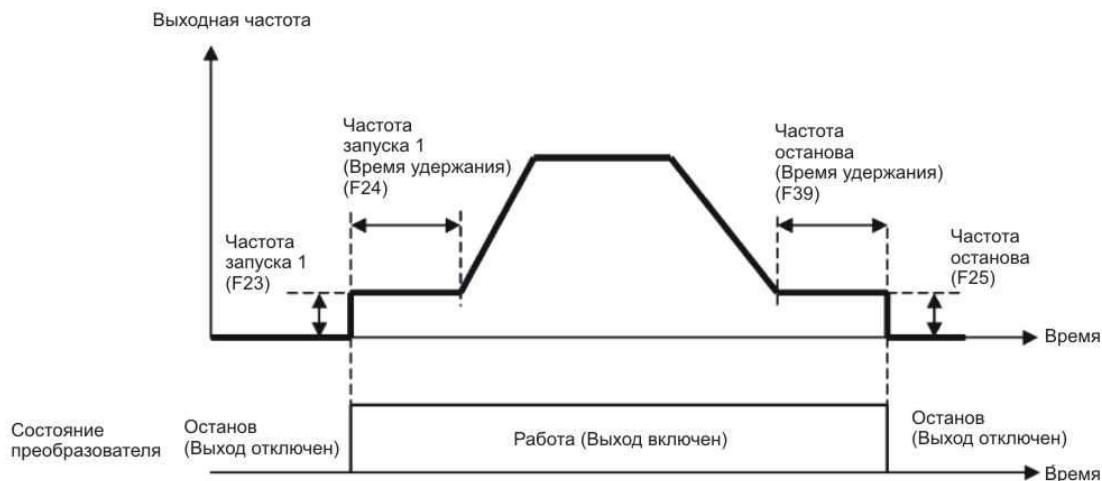 Выходная частота
Частота
запуска 1
(Время удержания)
(F24)
Частота
останова
(Время удержания)
(F39)
Частота
запуска 1
(F23)
Частота
останова
(F25)
Время
Состояние
преобразователя
Останов
(Выход отключен)
Работа (Выход включен)
Останов
(Выход отключен)
Время